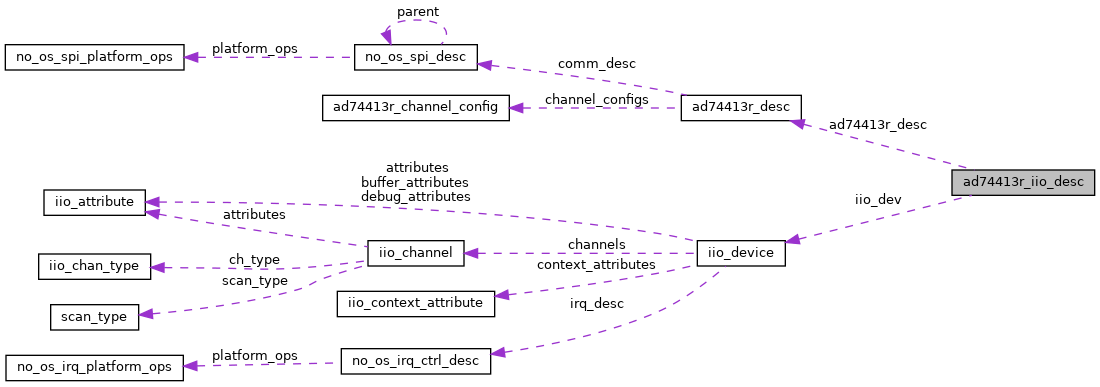 parent
no_os_spi_platform_ops
platform_ops
no_os_spi_desc
comm_desc
ad74413r_channel_config
channel_configs
ad74413r_desc
ad74413r_desc
ad74413r_iio_desc
attributes
buffer_attributes
debug_attributes
iio_attribute
attributes
iio_dev
iio_chan_type
ch_type
iio_channel
channels
iio_device
scan_type
context_attributes
scan_type
iio_context_attribute
irq_desc
no_os_irq_platform_ops
platform_ops
no_os_irq_ctrl_desc